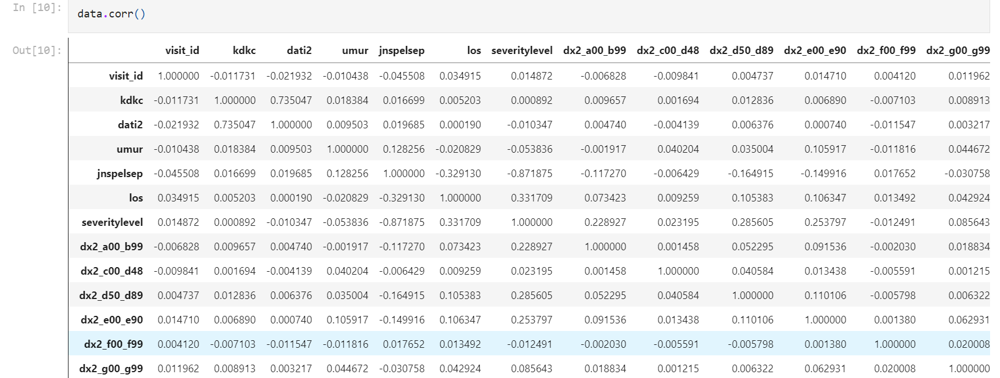 In [10]: data.corr()
Out[10]:
visit_id kdkc dati2 umur jnspelsep los severitylevel dx2_a00_b99 dx2_c00_d48 dx2_d50_d89 dx2_e00_e90 dx2_f00_f99 dx2_g00_g99
visit_id 1.000000 -0.011731 -0.021932 -0.010438 -0.045508 0.034915 0.014872 -0.006828 -0.009841 0.004737 0.014710 0.004120 0.011962
kdkc -0.011731 1.000000 0.735047 0.018384 0.016699 0.005203 0.000892 0.009657 0.001694 0.012836 0.006890 -0.007103 0.008913
dati2 -0.021932 0.735047 1.000000 0.009503 0.019685 0.000190 -0.010347 0.004740 -0.004139 0.006376 0.000740 -0.011547 0.003217
umur -0.010438 0.018384 0.009503 1.000000 0.128256 -0.020829 -0.053836 -0.001917 0.040204 0.035004 0.105917 -0.011816 0.044672
jnspelsep -0.045508 0.016699 0.019685 0.128256 1.000000 -0.329130 -0.871875 -0.117270 -0.006429 -0.164915 -0.149916 0.017652 -0.030758
los 0.034915 0.005203 0.000190 -0.020829 -0.329130 1.000000 0.331709 0.073423 0.009259 0.105383 0.106347 0.013492 0.042924
severitylevel 0.014872 0.000892 -0.010347 -0.053836 -0.871875 0.331709 1.000000 0.228927 0.023195 0.285605 0.253797 -0.012491 0.085643
dx2_a00_b99 -0.006828 0.009657 0.004740 -0.001917 -0.117270 0.073423 0.228927 1.000000 0.001458 0.052295 0.091536 -0.002030 0.018834
dx2_c00_d48 -0.009841 0.001694 -0.004139 0.040204 -0.006429 0.009259 0.023195 0.001458 1.000000 0.040584 0.013438 -0.005591 0.001215
dx2_d50_d89 0.004737 0.012836 0.006376 0.035004 -0.164915 0.105383 0.285605 0.052295 0.040584 1.000000 0.110106 -0.005798 0.006322
dx2_e00_e90 0.014710 0.006890 0.000740 0.105917 -0.149916 0.106347 0.253797 0.091536 0.013438 0.110106 1.000000 0.001380 0.062931
dx2_f00_f99 0.004120 -0.007103 -0.011547 -0.011816 0.017652 0.013492 -0.012491 -0.002030 -0.005591 -0.005798 0.001380 1.000000 0.020008
dx2_g00_g99 0.011962 0.008913 0.003217 0.044672 -0.030758 0.042924 0.085643 0.018834 0.001215 0.006322 0.062931 0.020008 1.000000